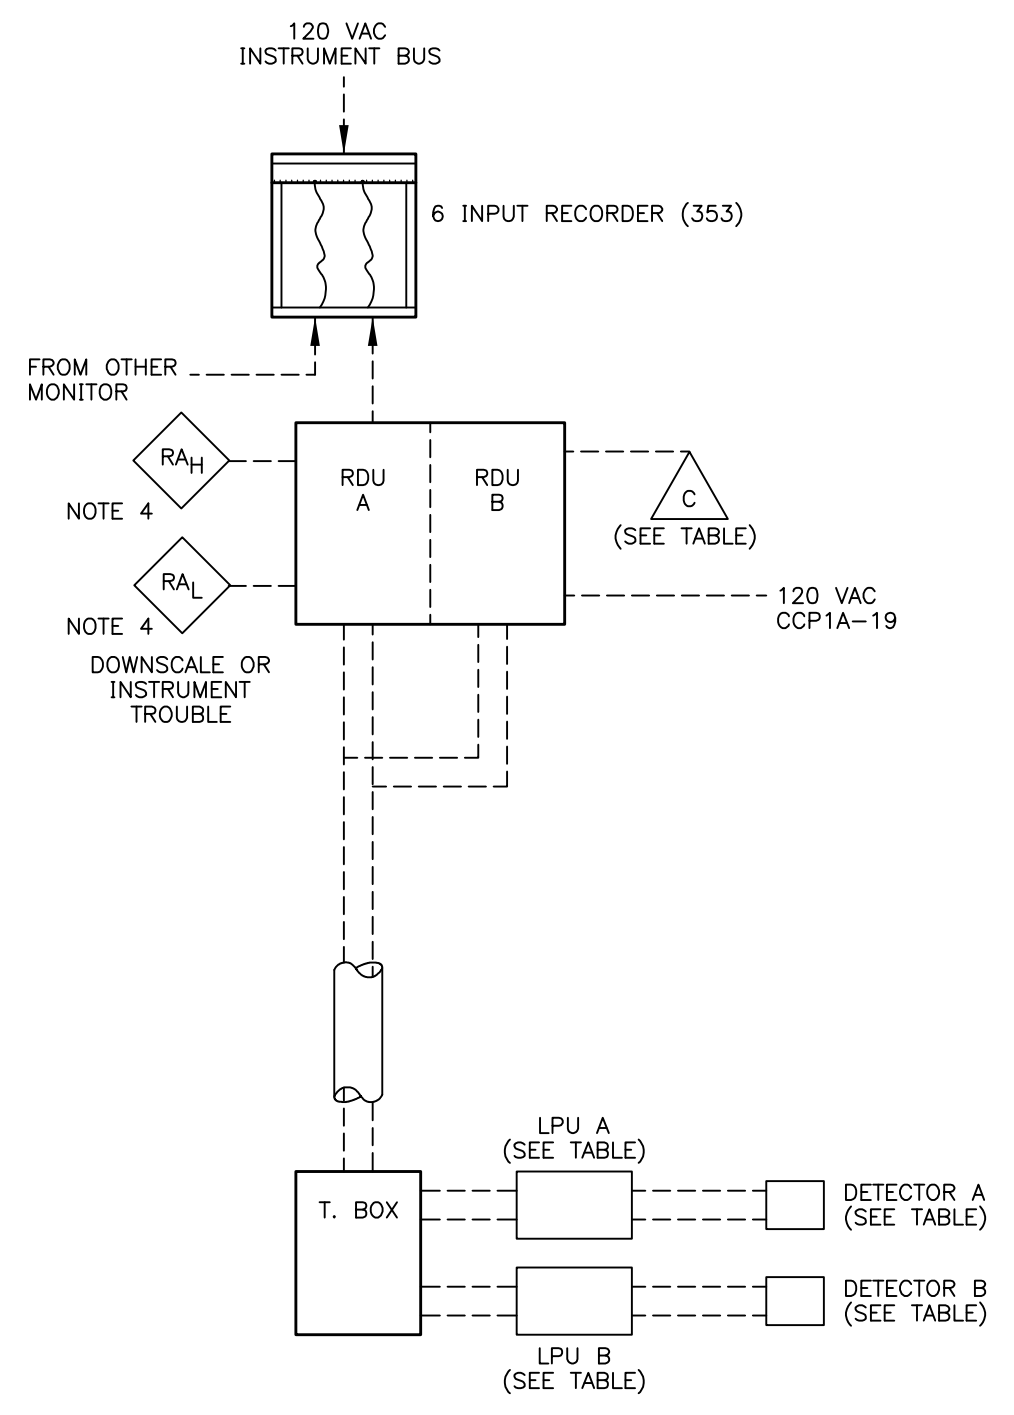 120 VAC
INSTRUMENT BUS
6 INPUT RECORDER (353)
FROM OTHER
MONITOR
RAH
NOTE 4
RDU
A
RDU
B
C
(SEE TABLE)
RAL
NOTE 4
DOWNSCALE OR
INSTRUMENT
TROUBLE
120 VAC
CCP1A-19
LPU A
(SEE TABLE)
T. BOX
DETECTOR A
(SEE TABLE)
DETECTOR B
(SEE TABLE)
LPU B
(SEE TABLE)